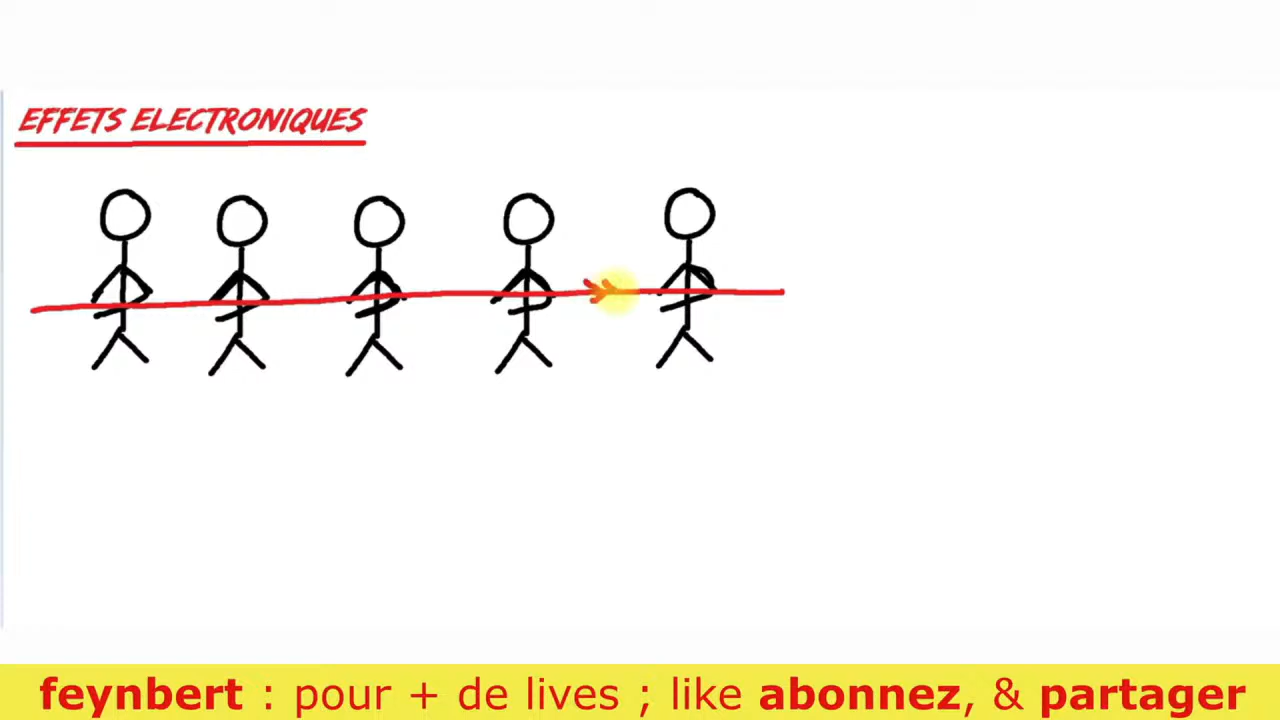 EFFETS ELECTRONIQUES
feynbert : pour + de lives ; like abonnez, & partager